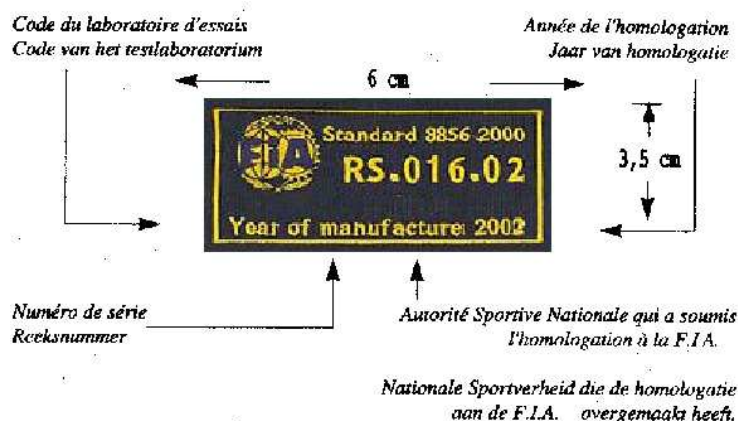 Code du laboratoire d'essais
Code van het testlaboratorium
Année de l'homologation
Jaar van homologatie
6 cm
FIA
Standard 8856-2000
RS.016.02
3,5 cm
Year of manufacture: 2002
Numéro de série
Reeksnummer
Autorité Sportive Nationale qui a soumis
l'homologation à la F.I.A.
Nationale Sportverheid die de homologatie
aan de F.I.A. overgemaakt heeft.